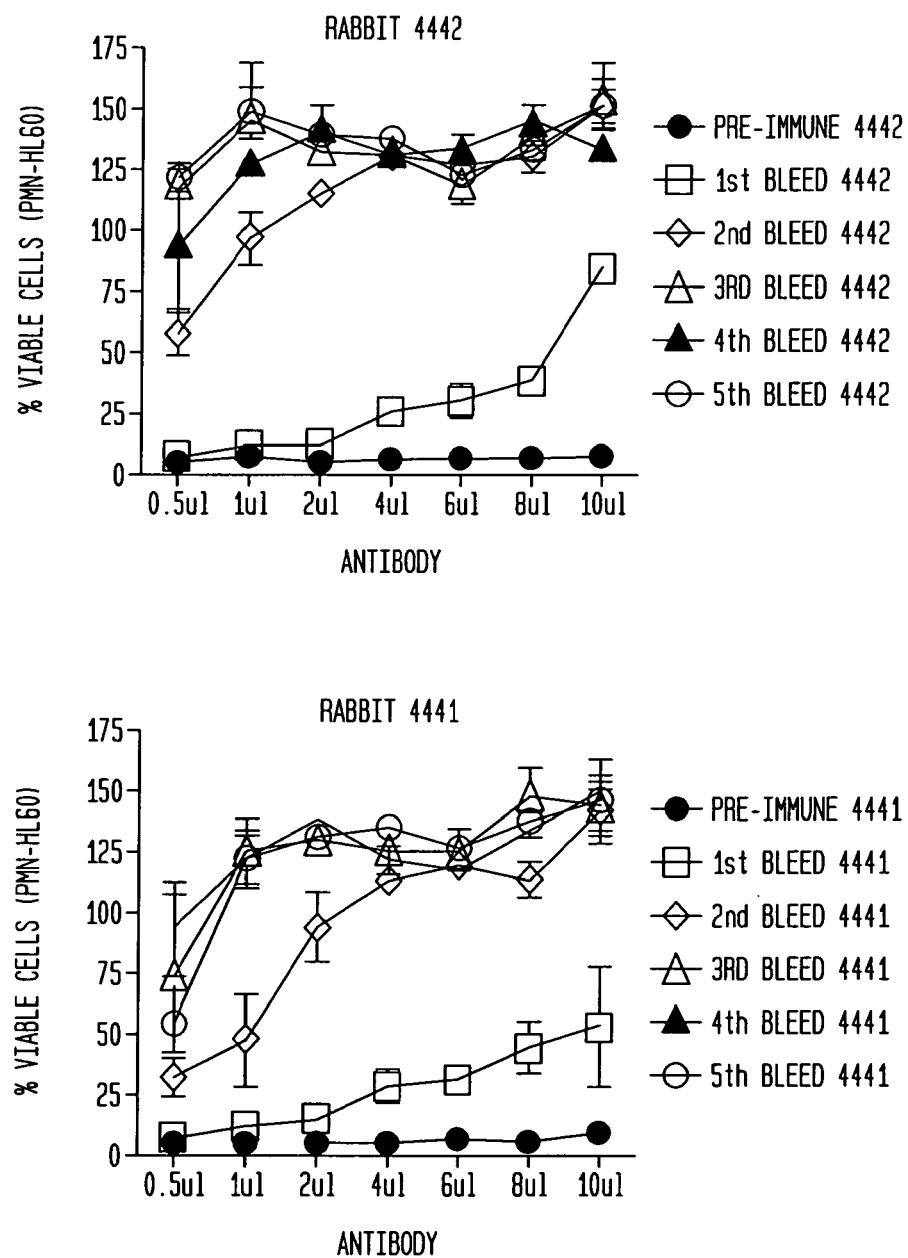 RABBIT 4442
% VIABLE CELLS (PMN-HL60)
175
150
125
100
75
50
25
0
0.5ul 1ul 2ul 4ul 6ul 8ul 10ul
ANTIBODY
PRE-IMMUNE 4442
1st BLEED 4442
2nd BLEED 4442
3RD BLEED 4442
4th BLEED 4442
5th BLEED 4442
RABBIT 4441
% VIABLE CELLS (PMN-HL60)
175
150
125
100
75
50
25
0
0.5ul 1ul 2ul 4ul 6ul 8ul 10ul
ANTIBODY
PRE-IMMUNE 4441
1st BLEED 4441
2nd BLEED 4441
3RD BLEED 4441
4th BLEED 4441
5th BLEED 4441